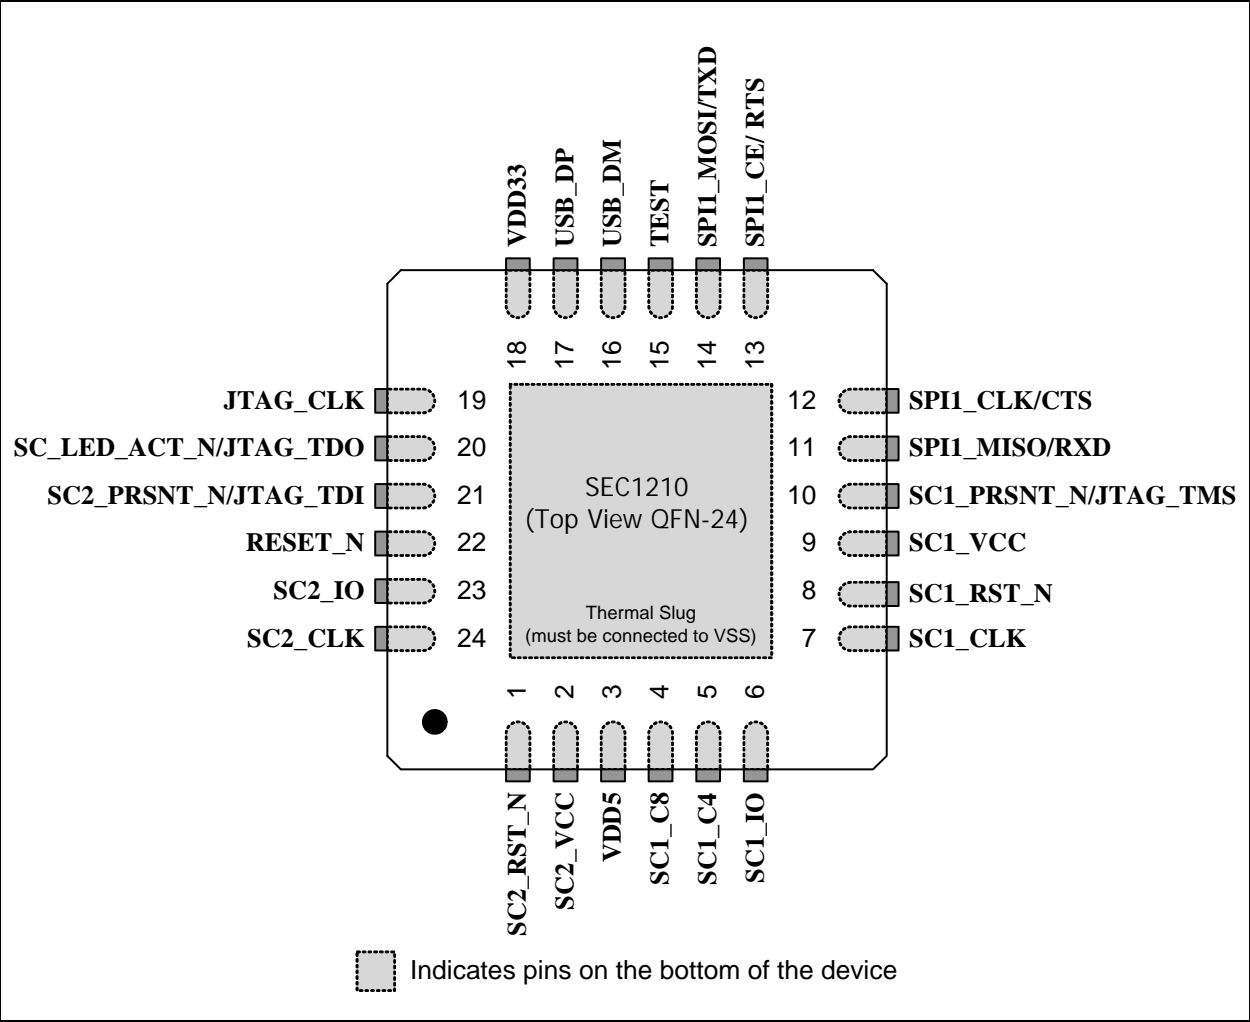 VDD33
USB_DP
USB_DM
TEST
SPI1_MOSI/TXD
SPI1_CE/ RTS
18
17
16
15
14
13
JTAG_CLK 19
SC_LED_ACT_N/JTAG_TDO 20
SC2_PRSNT_N/JTAG_TDI 21
RESET_N 22
SC2_IO 23
SC2_CLK 24
SEC1210
(Top View QFN-24)
Thermal Slug
(must be connected to VSS)
12 SPI1_CLK/CTS
11 SPI1_MISO/RXD
10 SC1_PRSNT_N/JTAG_TMS
9 SC1_VCC
8 SC1_RST_N
7 SC1_CLK
1
2
3
4
5
6
SC2_RST_N
SC2_VCC
VDD5
SC1_C8
SC1_C4
SC1_IO
Indicates pins on the bottom of the device